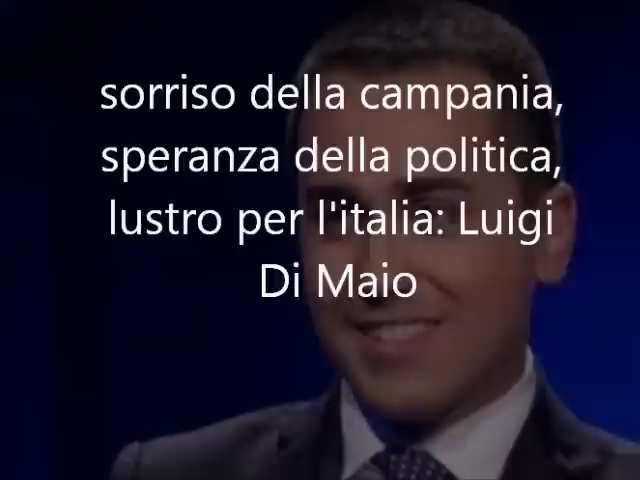 sorriso della campania,
speranza della politica,
lustro per l'italia: Luigi
Di Maio